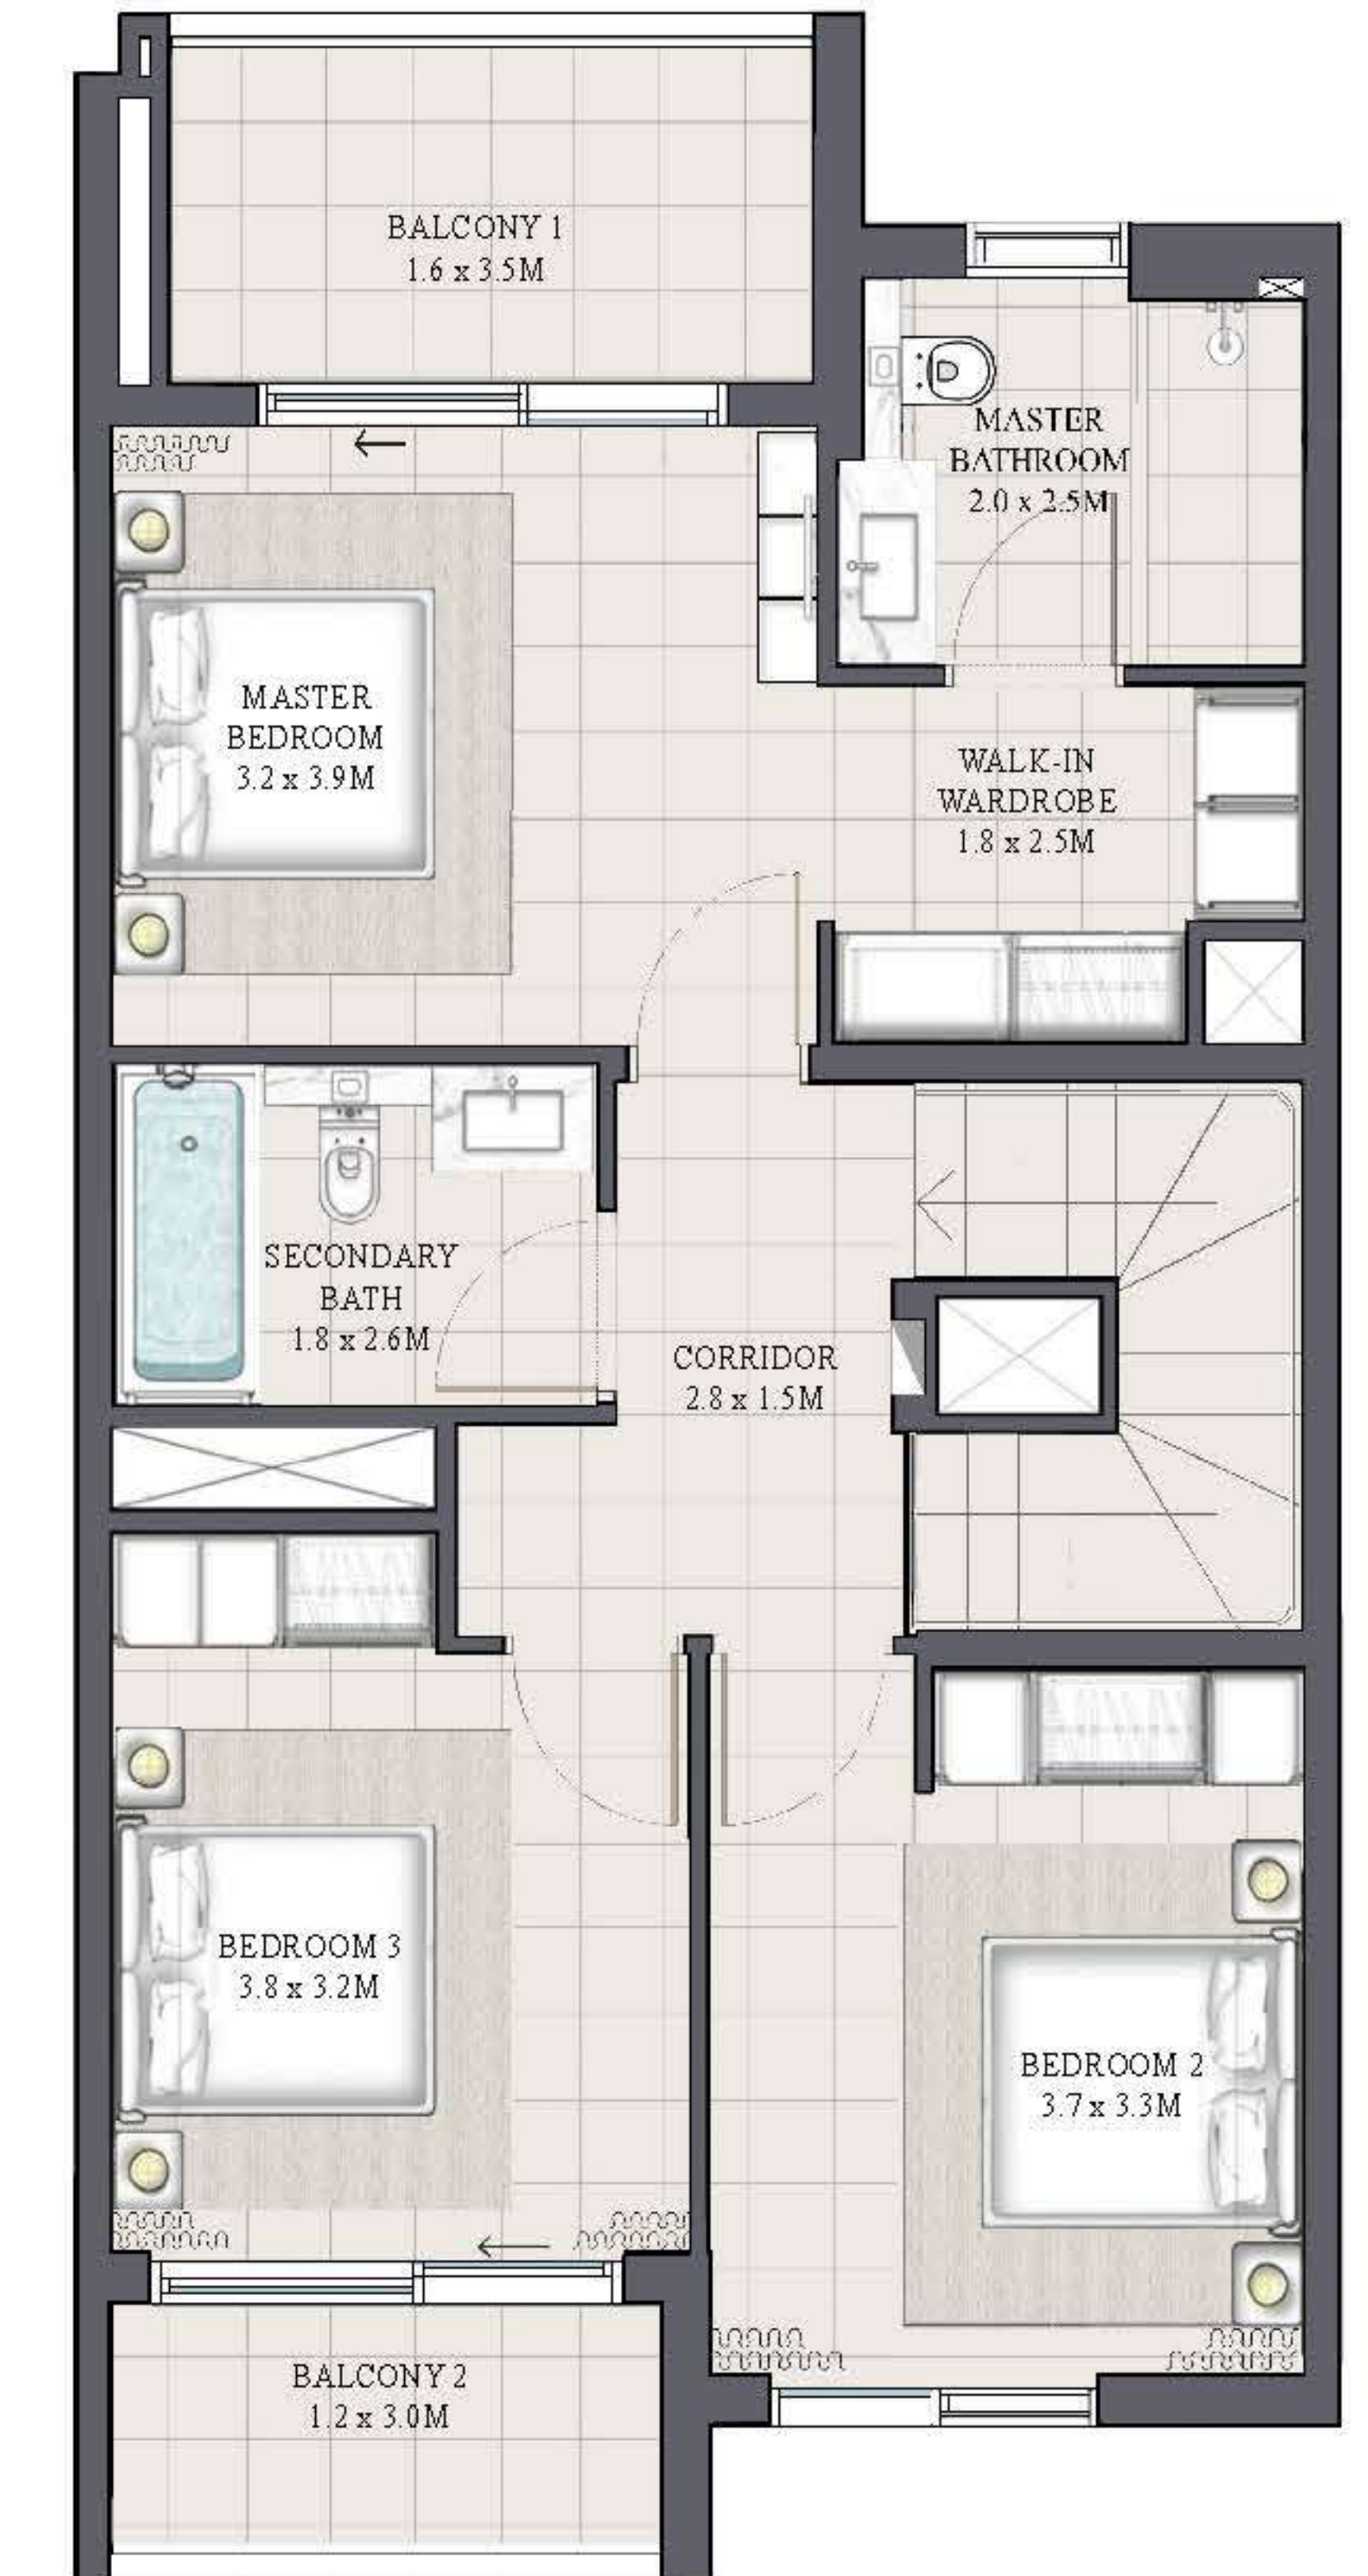 BALCONY 1
1.6 x 3.5M
MASTER
BATHROOM
2.0 x 2.5M
MASTER
BEDROOM
3.2 x 3.9M
WALK-IN
WARDROBE
1.8 x 2.5M
SECONDARY
BATH
1.8 x 2.6M
CORRIDOR
2.8 x 1.5M
BEDROOM 3
3.8 x 3.2M
BEDROOM 2
3.7 x 3.3M
BALCONY 2
1.2 x 3.0M